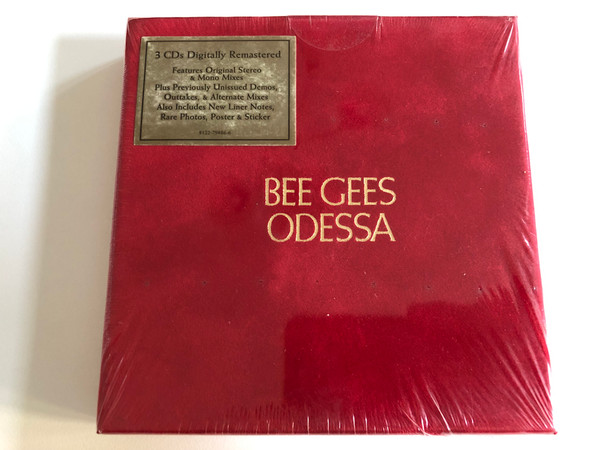 3 CDs Digitally Remastered
Features Original Stereo
& Mono Mixes
Plus Previously Unissued Demos,
Outtakes, & Alternate Mixes
Also Includes New Liner Notes,
Rare Photos, Poster & Sticker
BEE GEES
ODESSA